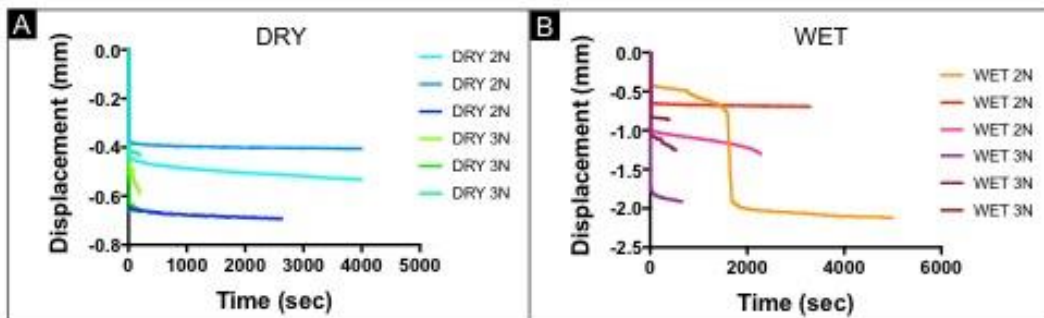 A
DRY
Displacement (mm)
0.0
-0.2
-0.4
-0.6
-0.8
0
1000
2000
3000
4000
5000
Time (sec)
DRY 2N
DRY 2N
DRY 2N
DRY 3N
DRY 3N
DRY 3N
B
WET
Displacement (mm)
0.0
-0.5
-1.0
-1.5
-2.0
-2.5
0
2000
4000
6000
Time (sec)
WET 2N
WET 2N
WET 2N
WET 3N
WET 3N
WET 3N